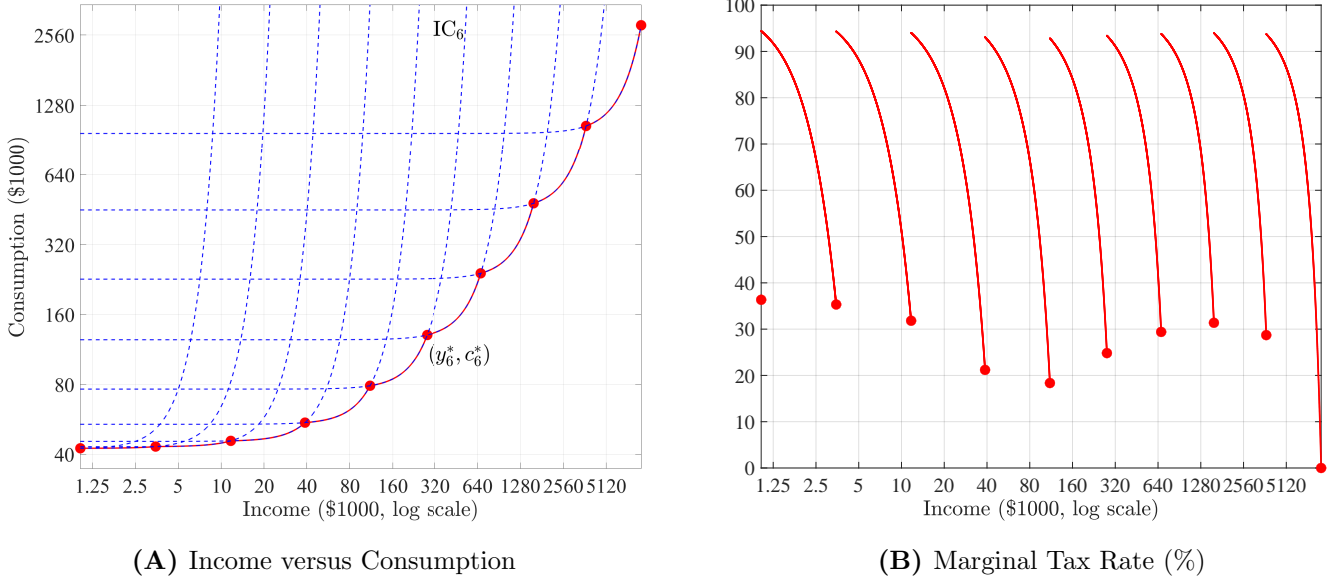 IC6
2560
1280
640
320
160
80
40
Consumption ($1000)
(y6*, c6*)
1.25 2.5 5 10 20 40 80 160 320 640 1280 2560 5120
Income ($1000, log scale)
(A) Income versus Consumption
100
90
80
70
60
50
40
30
20
10
0
1.25 2.5 5 10 20 40 80 160 320 640 1280 2560 5120
Income ($1000, log scale)
(B) Marginal Tax Rate (%)